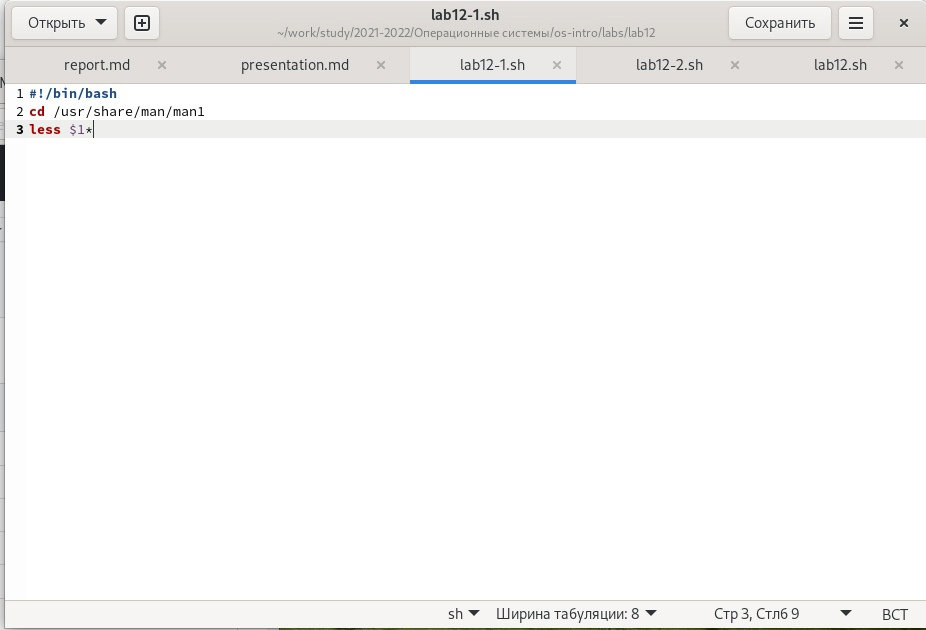 Открыть
lab12-1.sh
~/work/study/2021-2022/Операционные системы/os-intro/labs/lab12
Сохранить
report.md
presentation.md
lab12-1.sh
lab12-2.sh
lab12.sh
1 #!/bin/bash
2 cd /usr/share/man/man1
3 less $1*
sh
Ширина табуляции: 8
Стр 3, Стлб 9
ВСТ